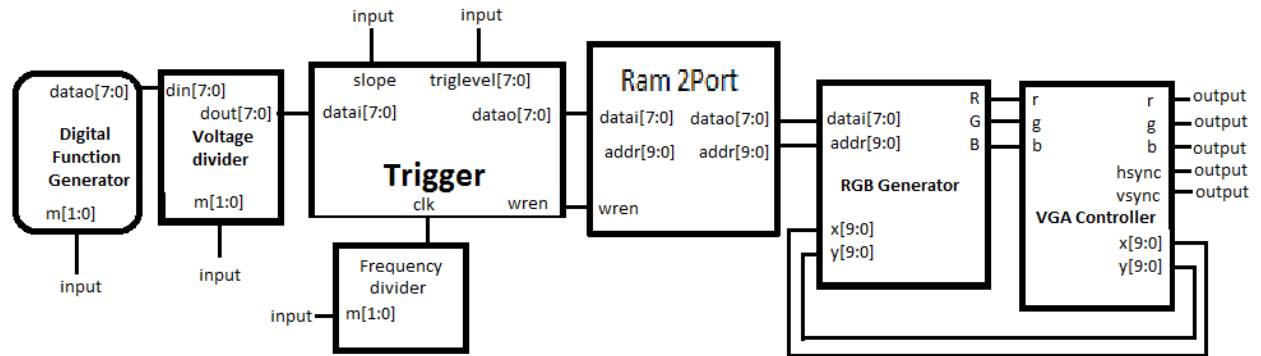 input
input
datao[7:0]
Digital
Function
Generator
m[1:0]
input
din[7:0]
dout[7:0]
Voltage
divider
m[1:0]
input
slope
triglevel[7:0]
datai[7:0]
datao[7:0]
Trigger
clk
wren
Frequency
divider
input
m[1:0]
Ram 2Port
datai[7:0]
datao[7:0]
addr[9:0]
addr[9:0]
wren
R
G
B
datai[7:0]
addr[9:0]
RGB Generator
x[9:0]
y[9:0]
r
g
b
r
g
b
hsync
vsync
VGA Controller
x[9:0]
y[9:0]
output
output
output
output
output